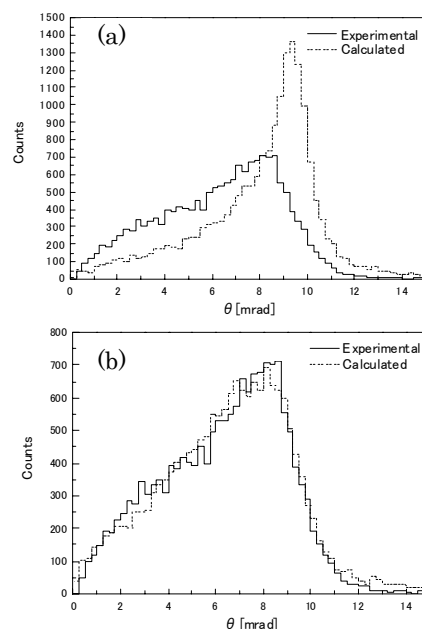 (a)
Experimental
Calculated
Counts
1500
1400
1300
1200
1100
1000
900
800
700
600
500
400
300
200
100
0
0 2 4 6 8 10 12 14
θ [mrad]
(b)
Experimental
Calculated
Counts
800
700
600
500
400
300
200
100
0
0 2 4 6 8 10 12 14
θ [mrad]